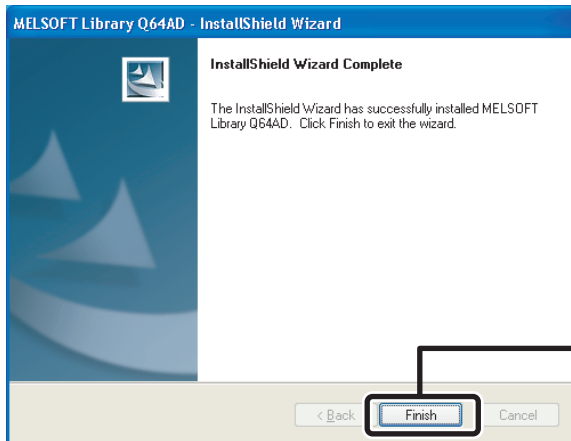 MELSOFT Library Q64AD - InstallShield Wizard
InstallShield Wizard Complete
The InstallShield Wizard has successfully installed MELSOFT
Library Q64AD. Click Finish to exit the wizard.
< Back
Finish
Cancel